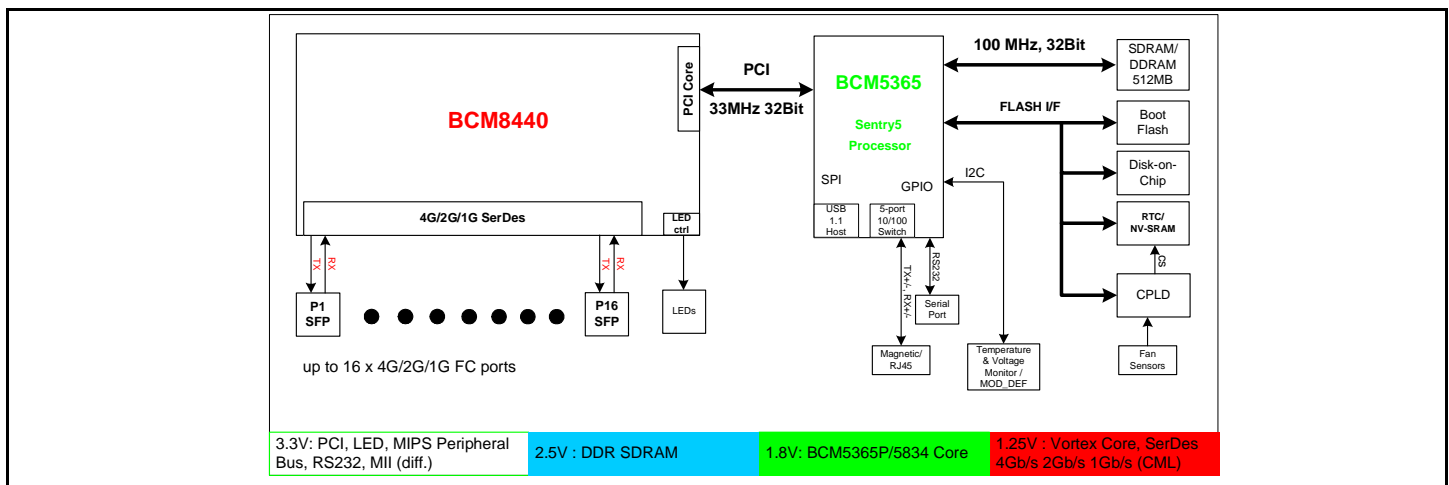 BCM8440
PCI Core
4G/2G/1G SerDes
LED
ctrl
TX
RX
TX
RX
P1
SFP
P16
SFP
LEDs
up to 16 x 4G/2G/1G FC ports
PCI
33MHz 32Bit
BCM5365
Sentry5
Processor
SPI
GPIO
USB
1.1
Host
5-port
10/100
Switch
I2C
TX+/-, RX+/-
RS232
Serial
Port
Magnetic/
RJ45
Temperature
& Voltage
Monitor /
MOD_DEF
100 MHz, 32Bit
SDRAM/
DDRAM
512MB
FLASH I/F
Boot
Flash
Disk-on-
Chip
RTC/
NV-SRAM
CS
CPLD
Fan
Sensors
3.3V: PCI, LED, MIPS Peripheral
Bus, RS232, MII (diff.)
2.5V : DDR SDRAM
1.8V: BCM5365P/5834 Core
1.25V : Vortex Core, SerDes
4Gb/s 2Gb/s 1Gb/s (CML)